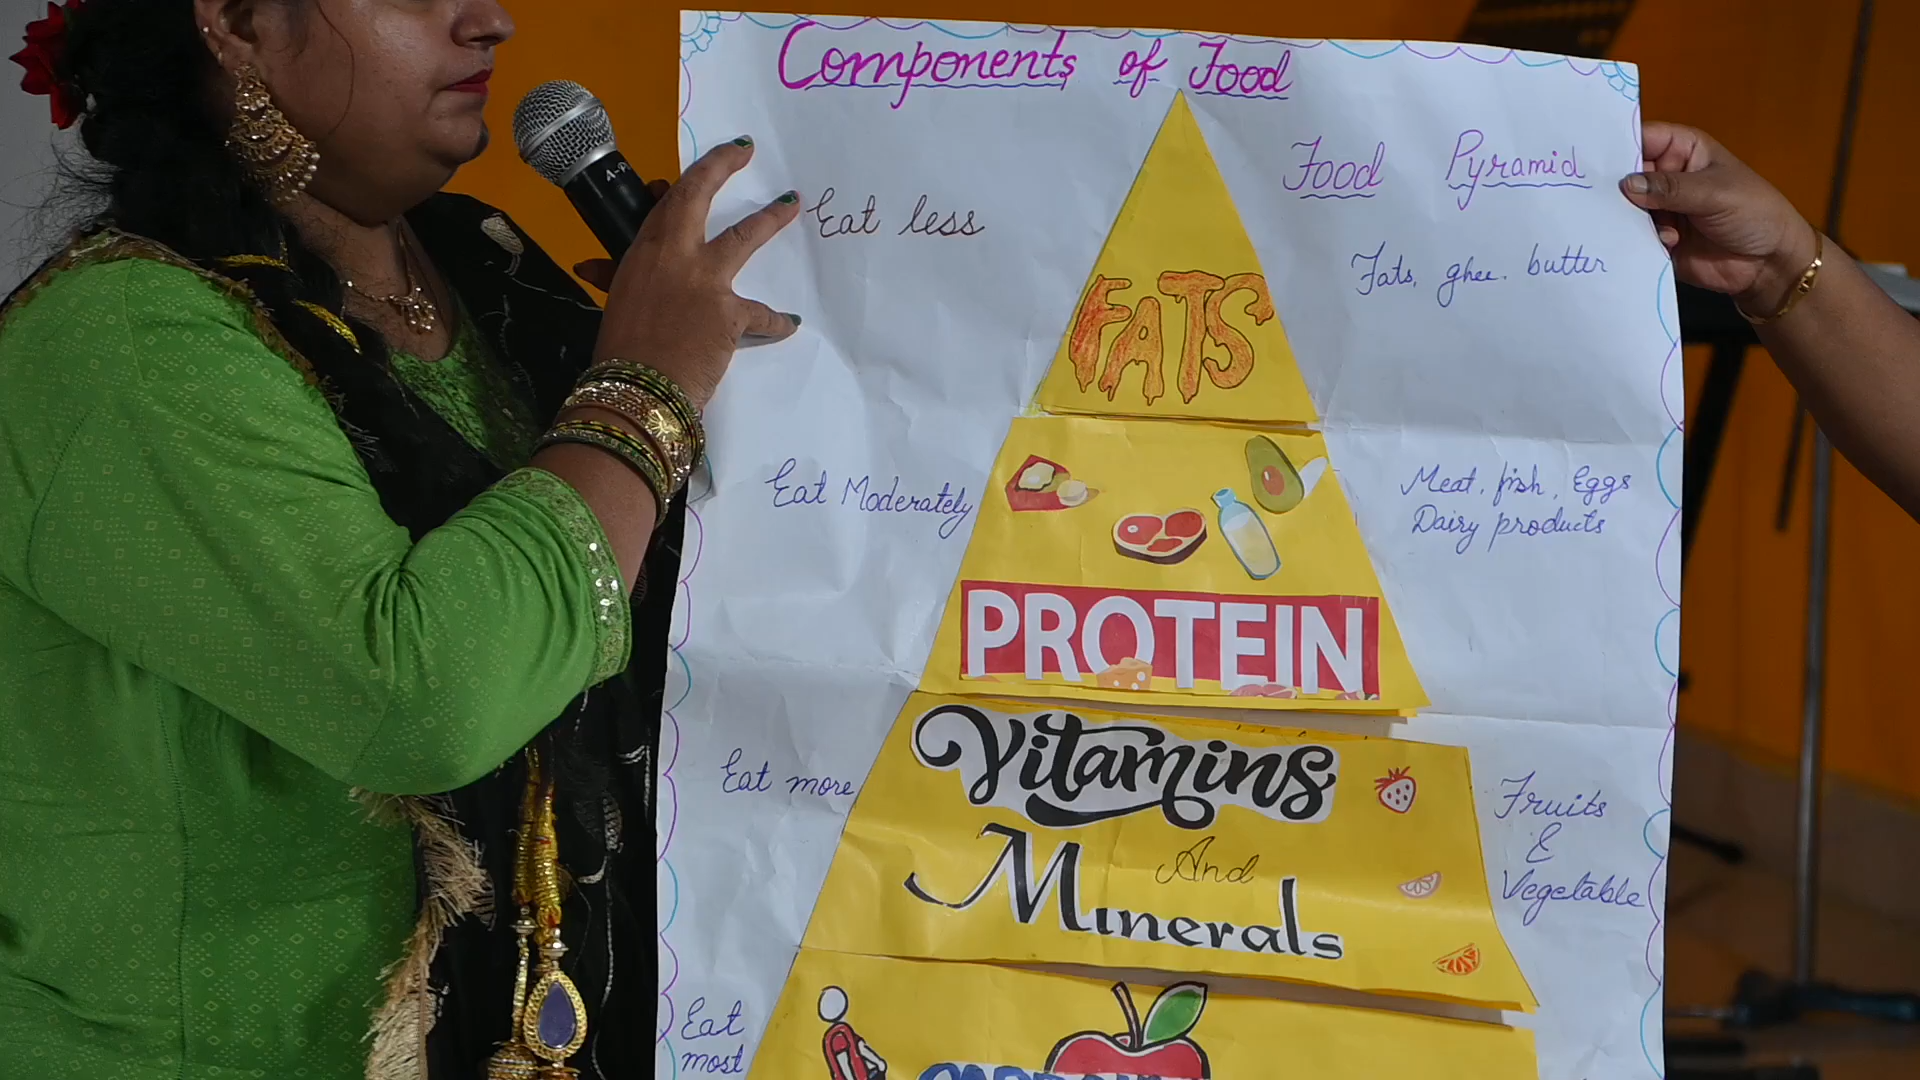 Components of Food
Food Pyramid
Eat less
Fats, ghee, butter
FATS
Eat Moderately
Meat, fish, Eggs
Dairy products
PROTEIN
Vitamins
And
Minerals
Eat more
Fruits
&
Vegetable
Eat
most